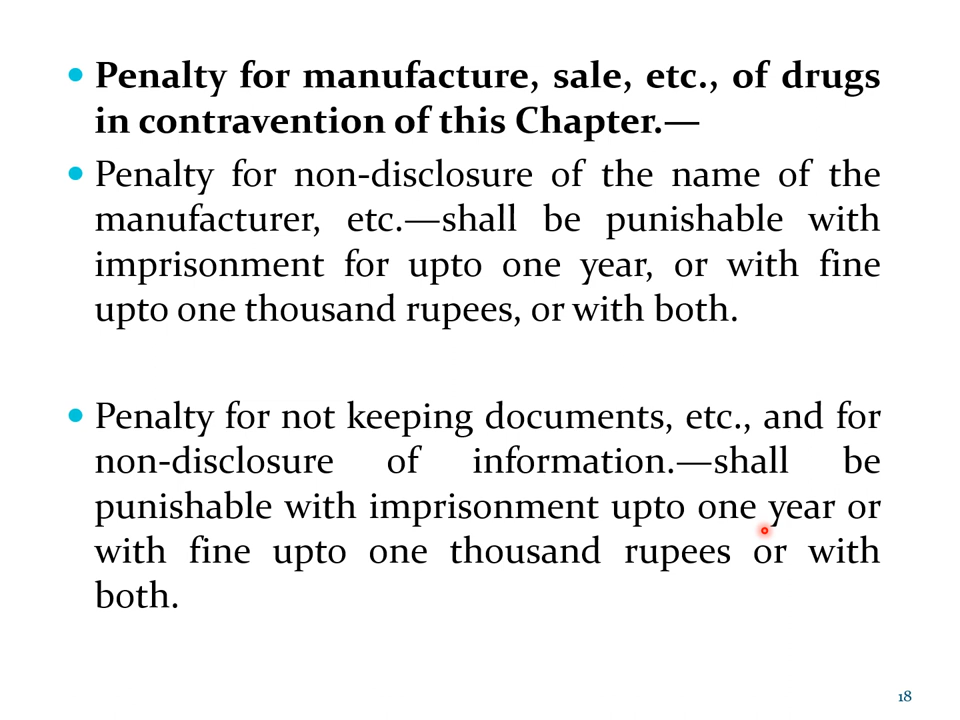 Penalty for manufacture, sale, etc., of drugs
in contravention of this Chapter.—
Penalty for non-disclosure of the name of the
manufacturer, etc.—shall be punishable with
imprisonment for upto one year, or with fine
upto one thousand rupees, or with both.
Penalty for not keeping documents, etc., and for
non-disclosure of information.—shall be
punishable with imprisonment upto one year or
with fine upto one thousand rupees or with
both.
18